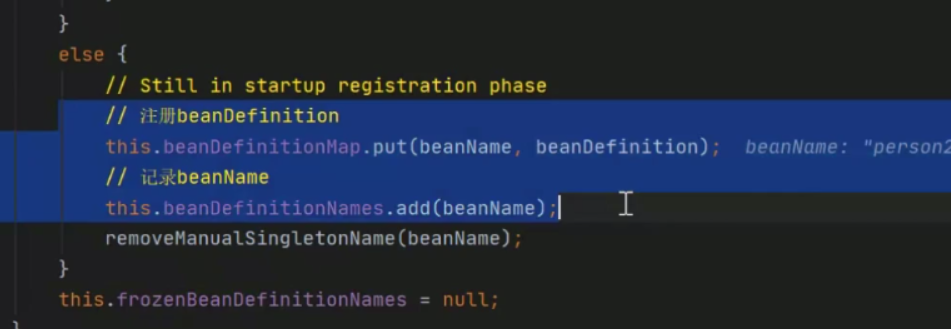 }
else {
// Still in startup registration phase
// 注册beanDefinition
this.beanDefinitionMap.put(beanName, beanDefinition); beanName: "person2
// 记录beanName
this.beanDefinitionNames.add(beanName);
removeManualSingletonName(beanName);
}
this.frozenBeanDefinitionNames = null;
}